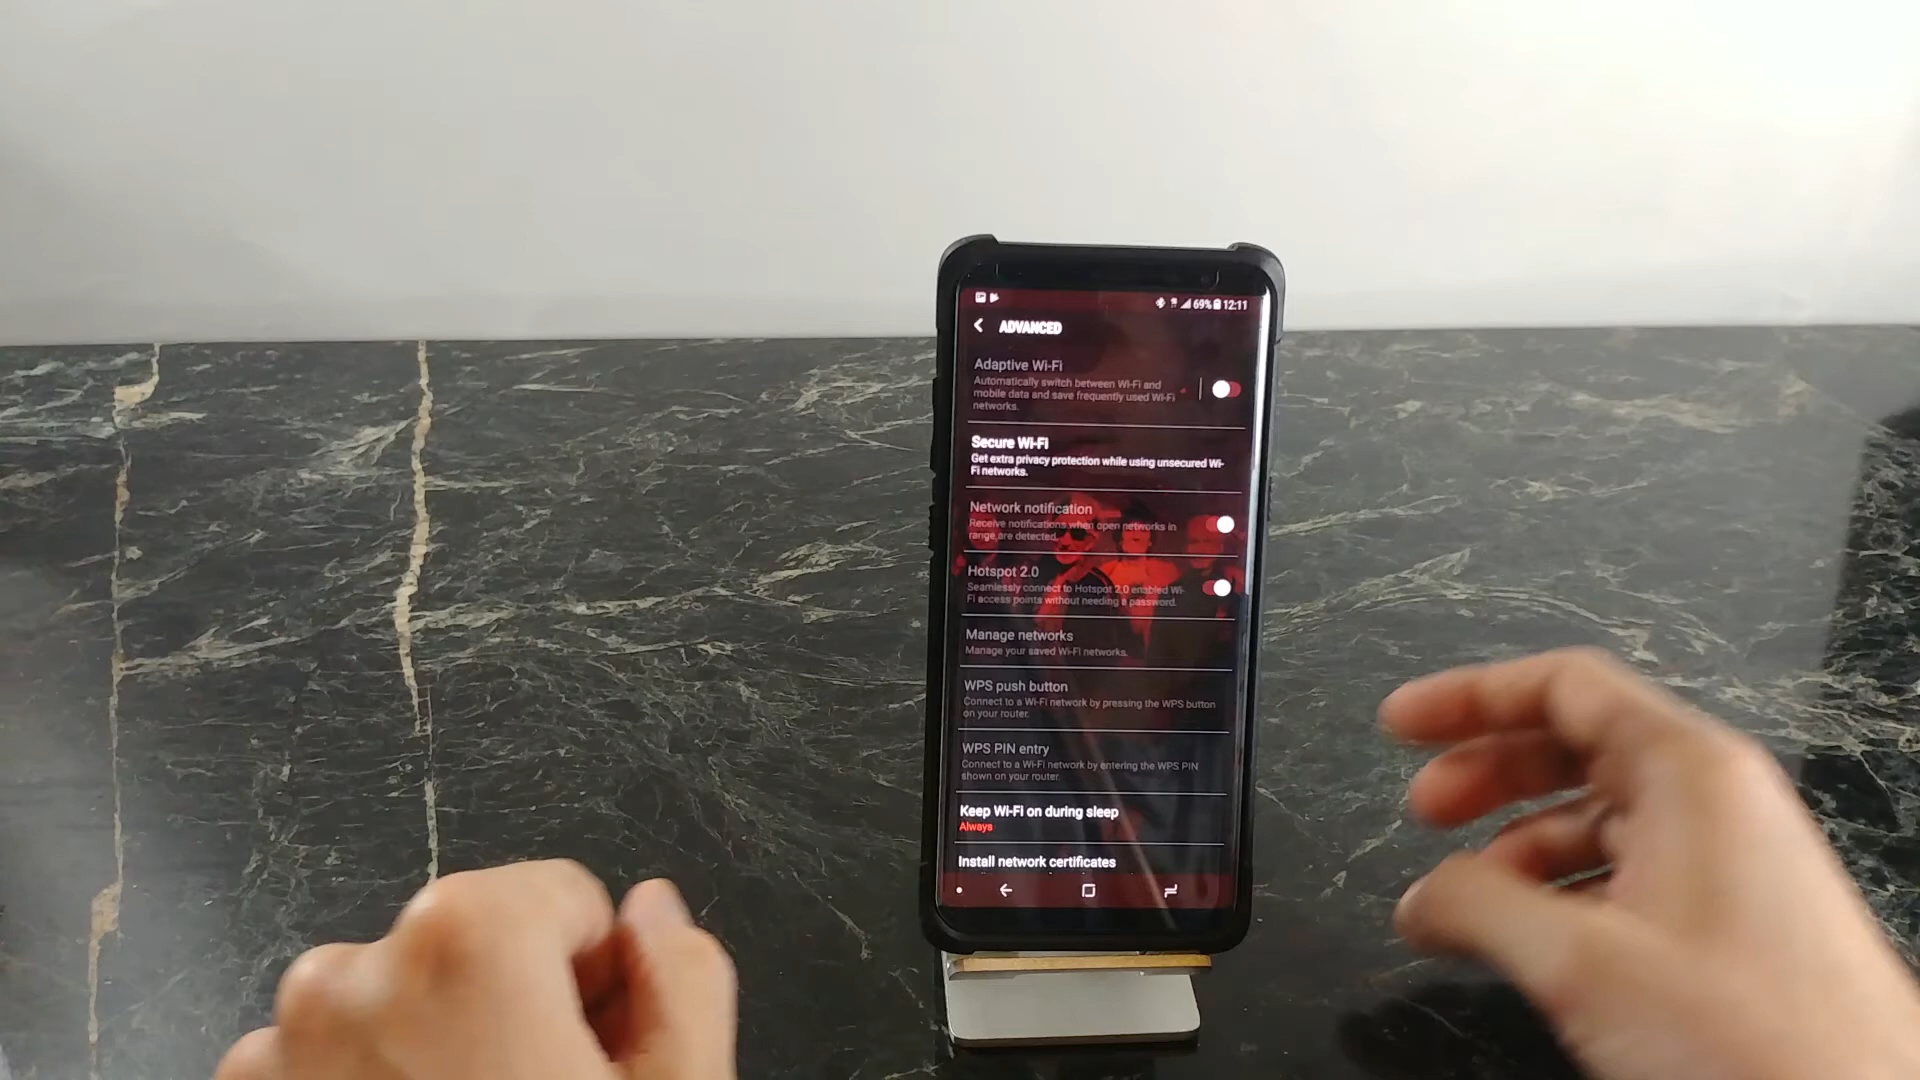 69% 12:11
ADVANCED
Adaptive Wi-Fi
Automatically switch between Wi-Fi and
mobile data and save frequently used Wi-Fi
networks.
Secure Wi-Fi
Get extra privacy protection while using unsecured Wi-
Fi networks.
Network notification
Receive notifications when open networks in
range are detected.
Hotspot 2.0
Seamlessly connect to Hotspot 2.0 enabled Wi-
Fi access points without needing a password.
Manage networks
Manage your saved Wi-Fi networks.
WPS push button
Connect to a Wi-Fi network by pressing the WPS button
on your router.
WPS PIN entry
Connect to a Wi-Fi network by entering the WPS PIN
shown on your router.
Keep Wi-Fi on during sleep
Always
Install network certificates